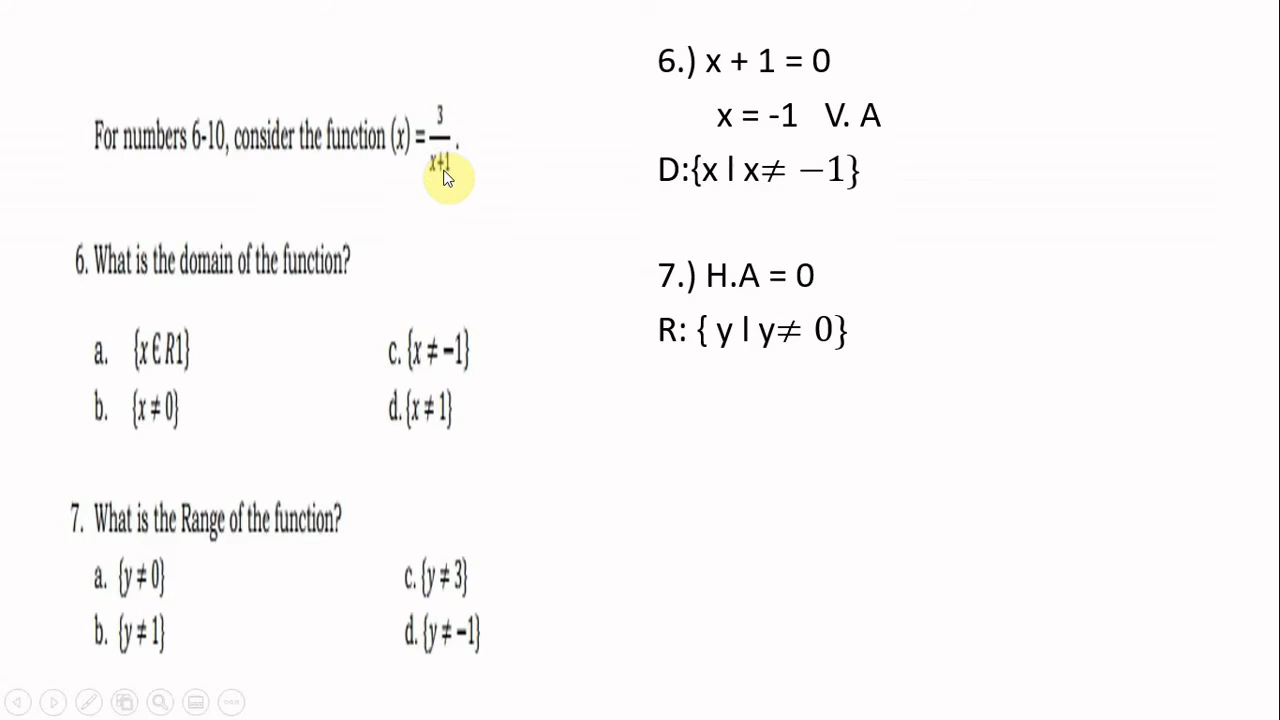 For numbers 6-10, consider the function (x) = 3/x+1 .
6. What is the domain of the function?
a. {x ∈ R1}
c. {x ≠ −1}
b. {x ≠ 0}
d. {x ≠ 1}
7. What is the Range of the function?
a. {y ≠ 0}
c. {y ≠ 3}
b. {y ≠ 1}
d. {y ≠ −1}
6.) x + 1 = 0
x = -1 V. A
D:{x l x≠ −1}
7.) H.A = 0
R: { y l y≠ 0}